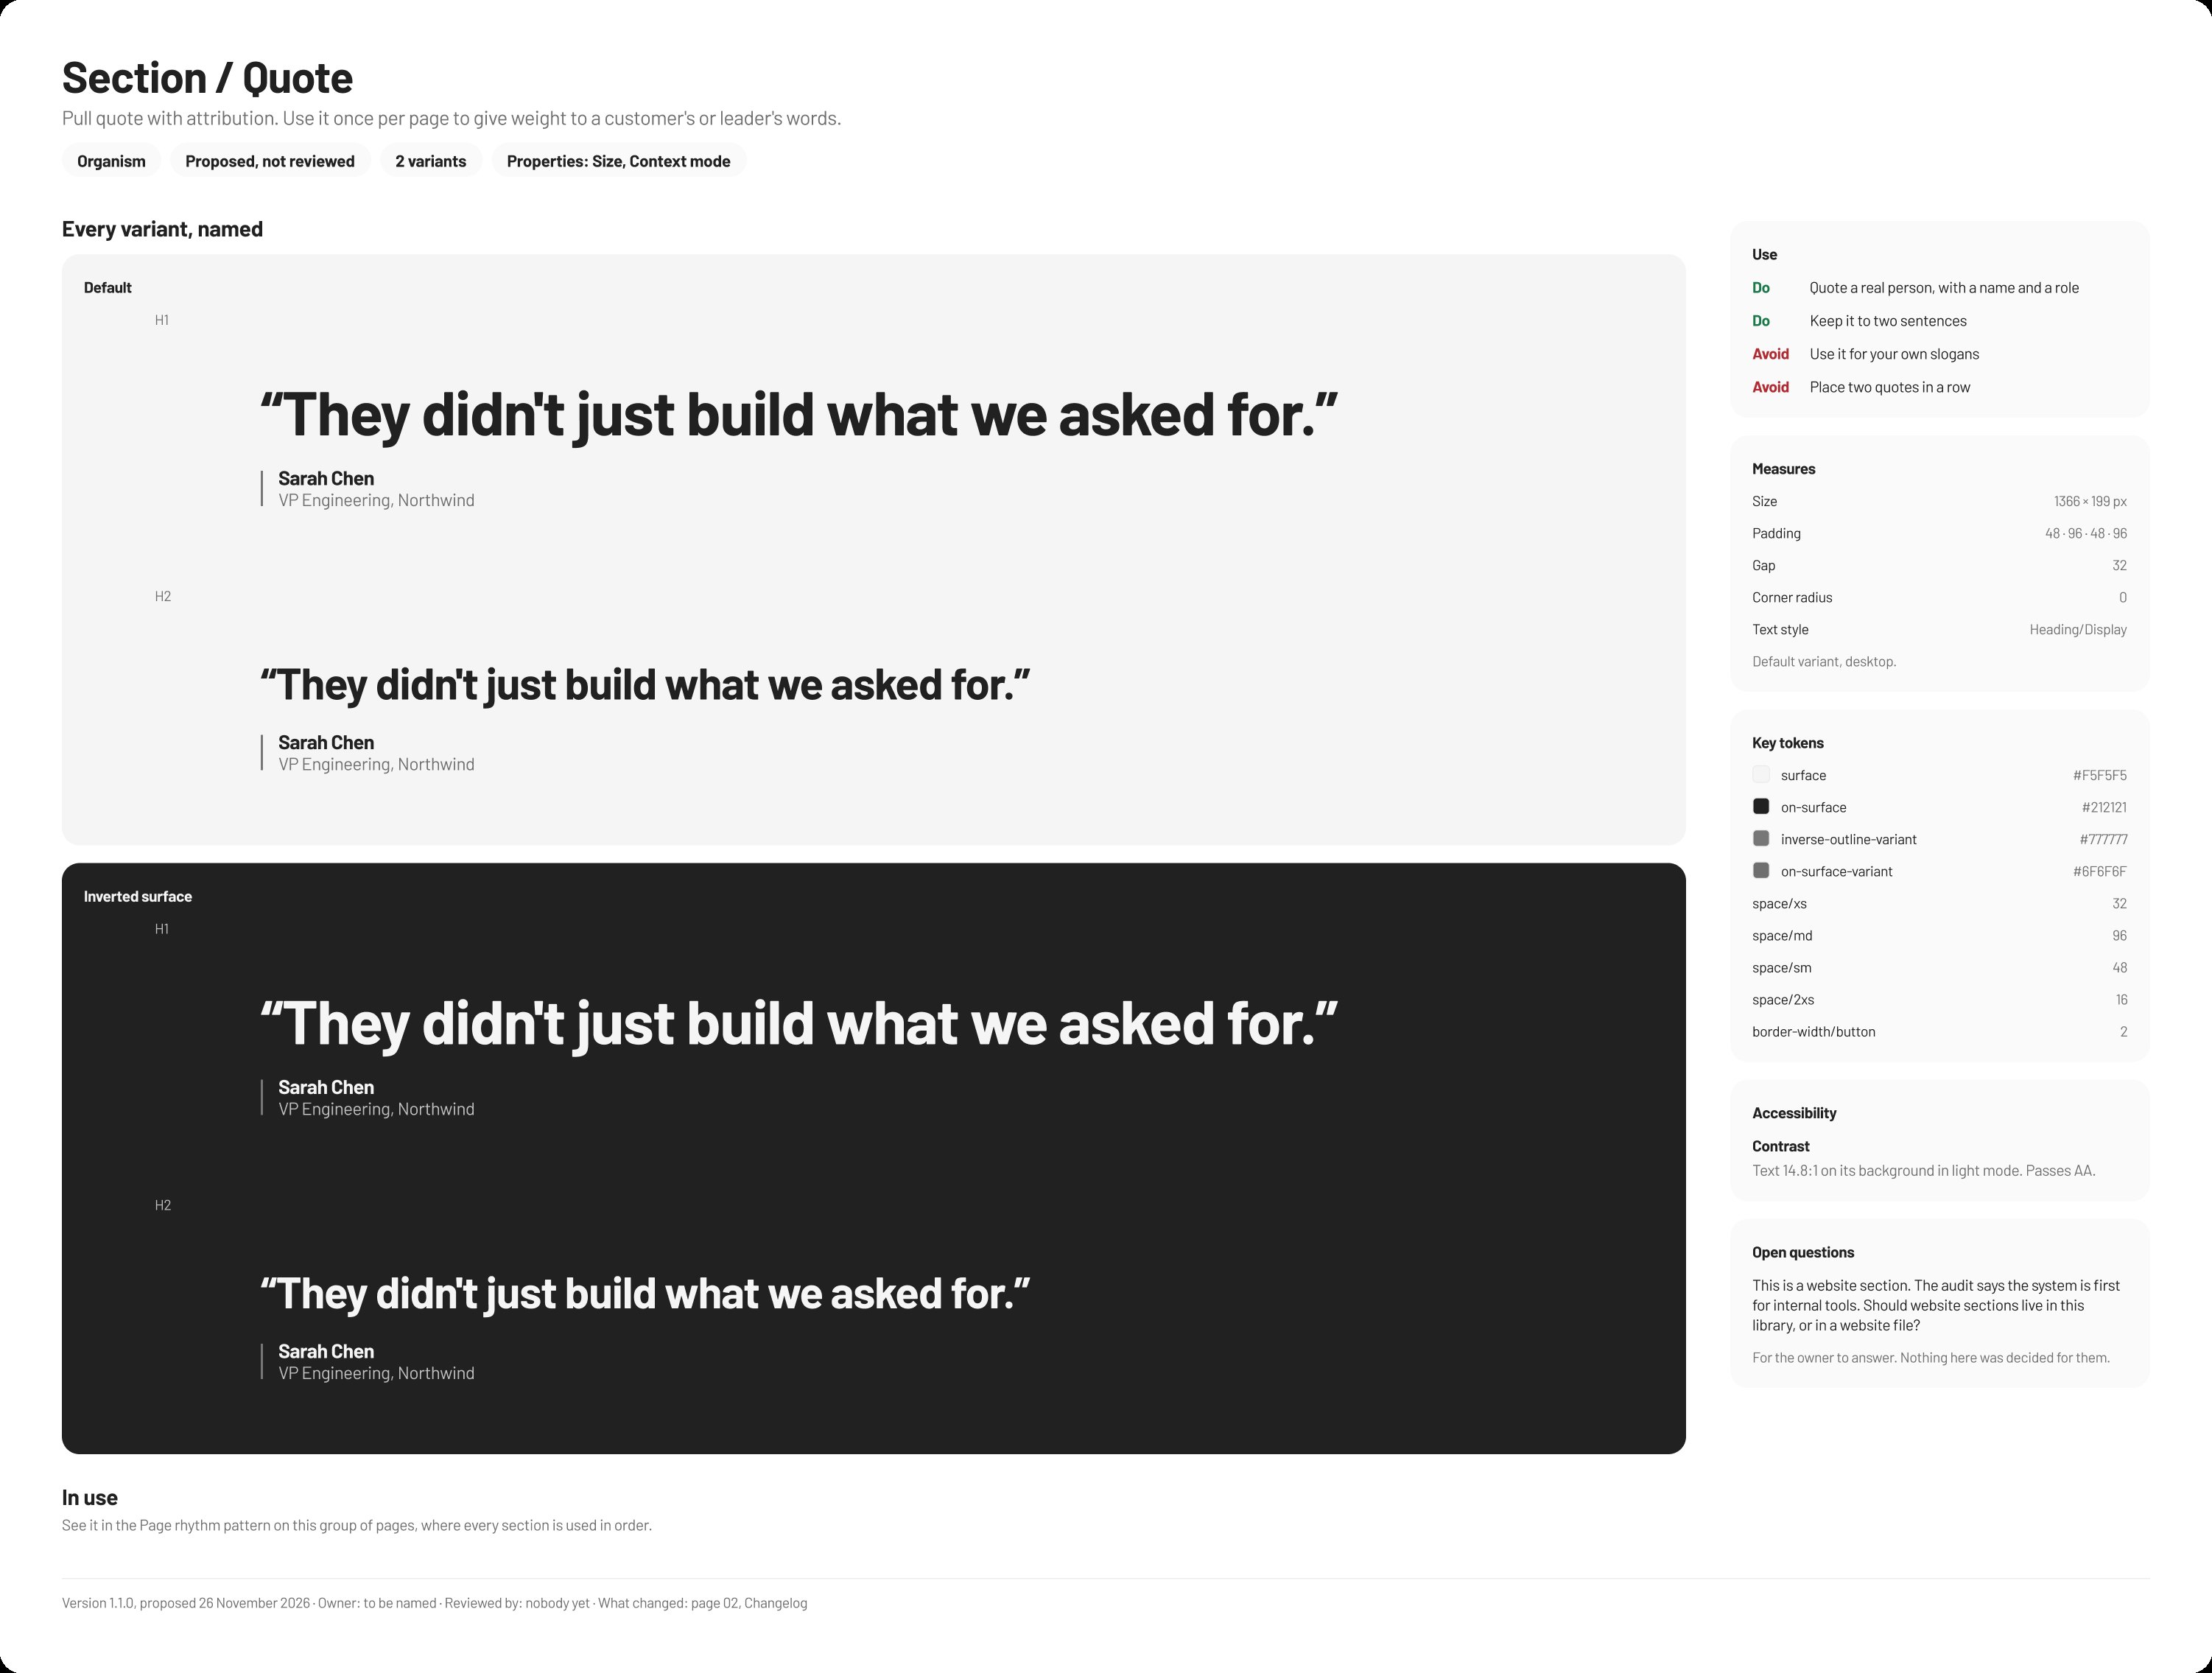 Section / Quote
Pull quote with attribution. Use it once per page to give weight to a customer's or leader's words.
Organism
Proposed, not reviewed
2 variants
Properties: Size, Context mode
Every variant, named
Default
H1
“They didn't just build what we asked for.”
Sarah Chen
VP Engineering, Northwind
H2
“They didn't just build what we asked for.”
Sarah Chen
VP Engineering, Northwind
Inverted surface
H1
“They didn't just build what we asked for.”
Sarah Chen
VP Engineering, Northwind
H2
“They didn't just build what we asked for.”
Sarah Chen
VP Engineering, Northwind
In use
See it in the Page rhythm pattern on this group of pages, where every section is used in order.
Use
Do Quote a real person, with a name and a role
Do Keep it to two sentences
Avoid Use it for your own slogans
Avoid Place two quotes in a row
Measures
Size 1366 × 199 px
Padding 48 · 96 · 48 · 96
Gap 32
Corner radius 0
Text style Heading/Display
Default variant, desktop.
Key tokens
surface #F5F5F5
on-surface #212121
inverse-outline-variant #777777
on-surface-variant #6F6F6F
space/xs 32
space/md 96
space/sm 48
space/2xs 16
border-width/button 2
Accessibility
Contrast
Text 14.8:1 on its background in light mode. Passes AA.
Open questions
This is a website section. The audit says the system is first
for internal tools. Should website sections live in this
library, or in a website file?
For the owner to answer. Nothing here was decided for them.
Version 1.1.0, proposed 26 November 2026 · Owner: to be named · Reviewed by: nobody yet · What changed: page 02, Changelog